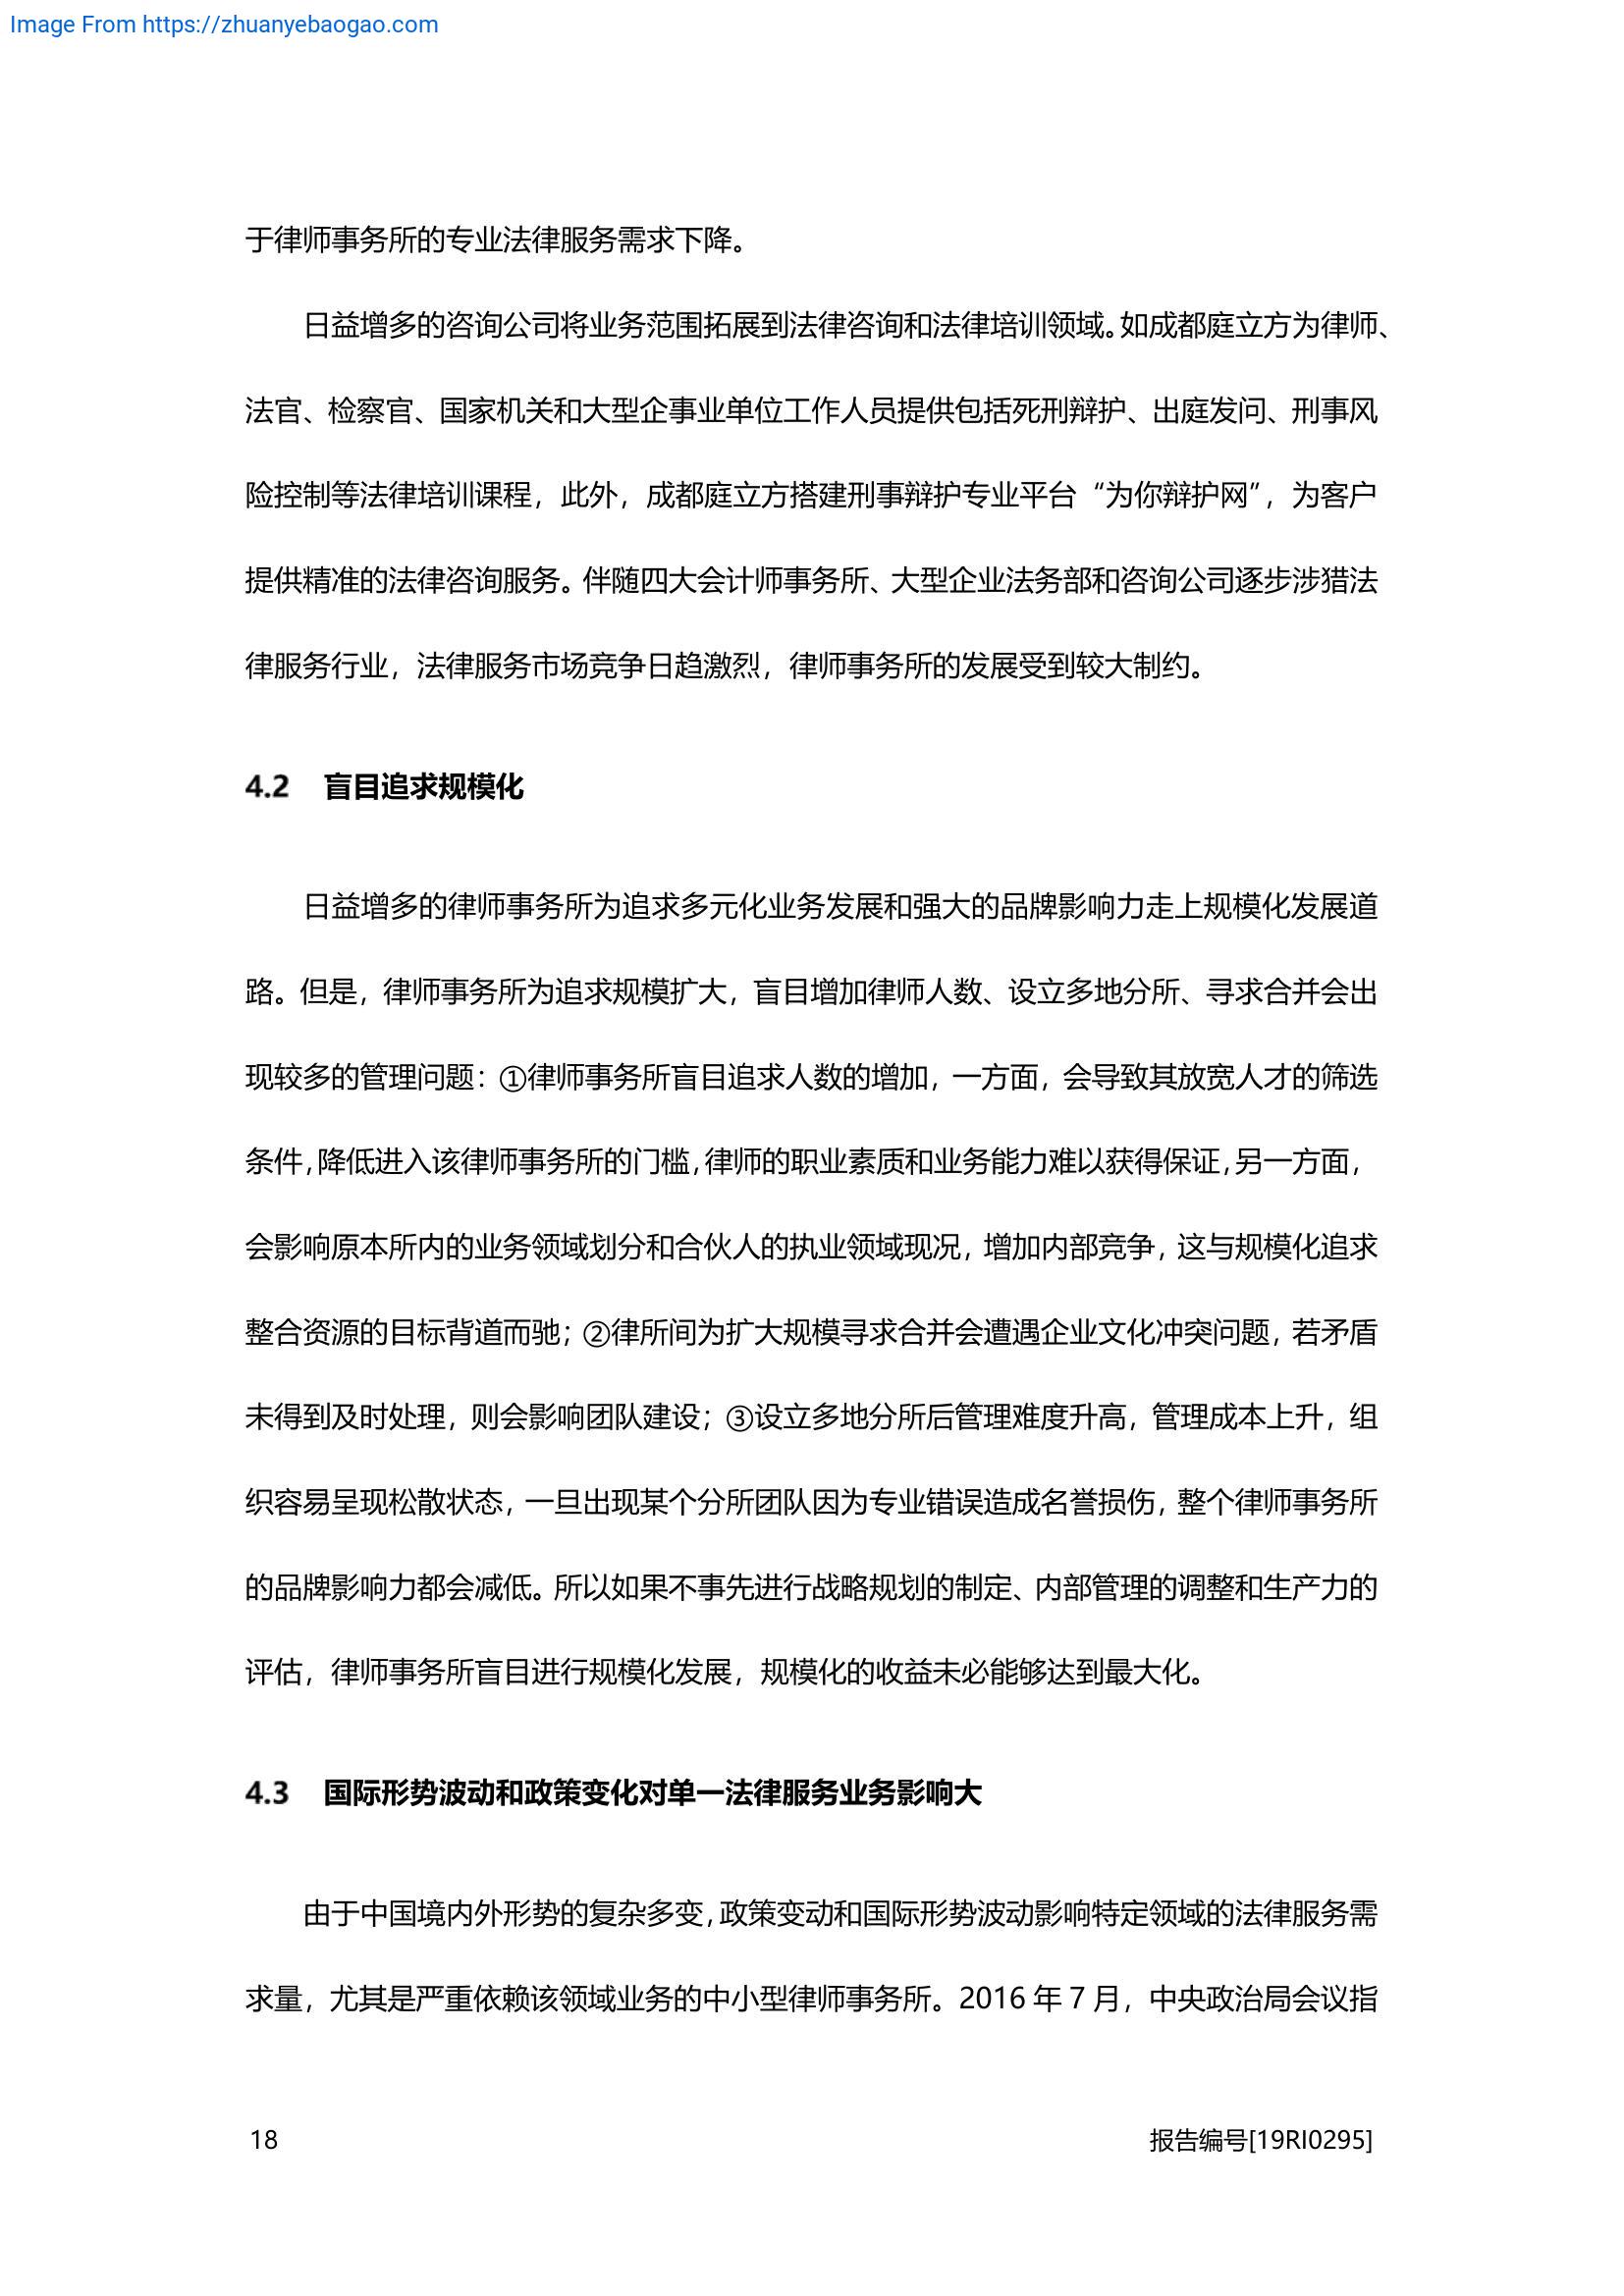 Image From https://zhuanyebaogao.com
于律师事务所的专业法律服务需求下降。
日益增多的咨询公司将业务范围拓展到法律咨询和法律培训领域。如成都庭立方为律师、
法官、检察官、国家机关和大型企事业单位工作人员提供包括死刑辩护、出庭发问、刑事风
险控制等法律培训课程，此外，成都庭立方搭建刑事辩护专业平台“为你辩护网”，为客户
提供精准的法律咨询服务。伴随四大会计师事务所、大型企业法务部和咨询公司逐步涉猎法
律服务行业，法律服务市场竞争日趋激烈，律师事务所的发展受到较大制约。
4.2 盲目追求规模化
日益增多的律师事务所为追求多元化业务发展和强大的品牌影响力走上规模化发展道
路。但是，律师事务所为追求规模扩大，盲目增加律师人数、设立多地分所、寻求合并会出
现较多的管理问题：①律师事务所盲目追求人数的增加，一方面，会导致其放宽人才的筛选
条件，降低进入该律师事务所的门槛，律师的职业素质和业务能力难以获得保证，另一方面，
会影响原本所内的业务领域划分和合伙人的执业领域现况，增加内部竞争，这与规模化追求
整合资源的目标背道而驰；②律所间为扩大规模寻求合并会遭遇企业文化冲突问题，若矛盾
未得到及时处理，则会影响团队建设；③设立多地分所后管理难度升高，管理成本上升，组
织容易呈现松散状态，一旦出现某个分所团队因为专业错误造成名誉损伤，整个律师事务所
的品牌影响力都会减低。所以如果不事先进行战略规划的制定、内部管理的调整和生产力的
评估，律师事务所盲目进行规模化发展，规模化的收益未必能够达到最大化。
4.3 国际形势波动和政策变化对单一法律服务业务影响大
由于中国境内外形势的复杂多变，政策变动和国际形势波动影响特定领域的法律服务需
求量，尤其是严重依赖该领域业务的中小型律师事务所。2016 年 7 月，中央政治局会议指
18 报告编号[19RI0295]